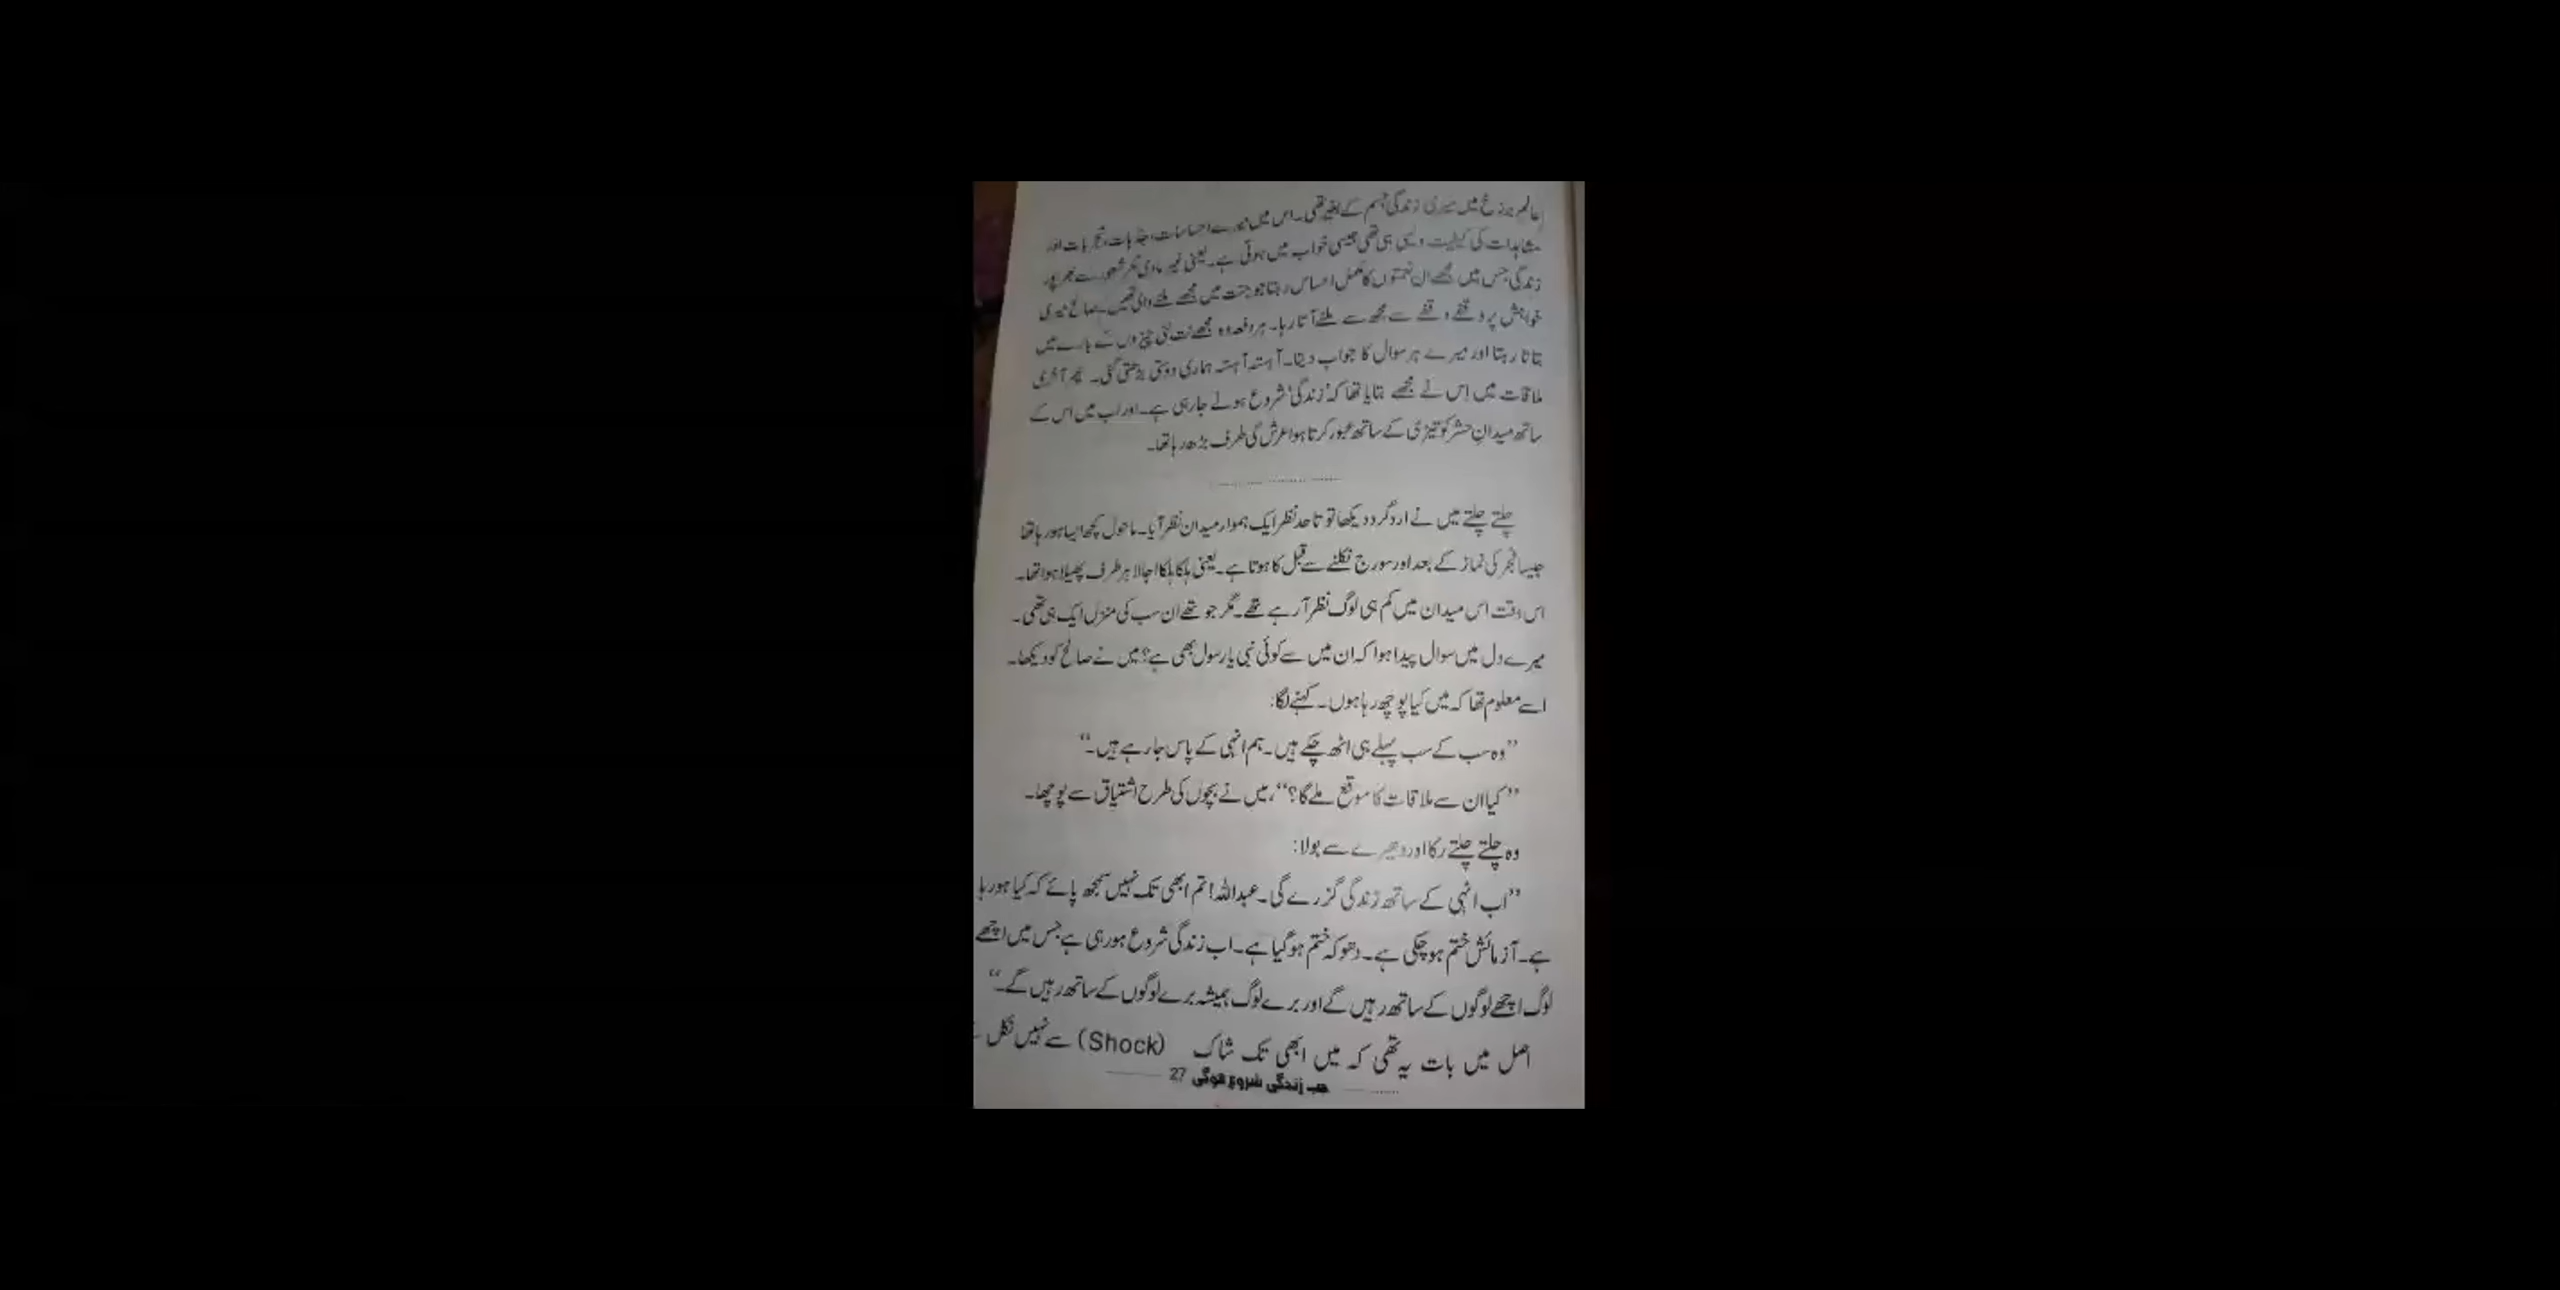 عالم برزخ میں میری زندگی جسم کے بغیر تھی۔ اس میں میرے احساسات، جذبات، تجربات اور
مشاہدات کی کیفیت ویسی ہی تھی جیسی خواب میں ہوتی ہے۔ یعنی غیر مادی مگر شعور سے بھرپور
زندگی جس میں مجھے ان نعمتوں کا مکمل احساس رہتا جو جنت میں مجھے ملنے والی تھیں۔ صالح میری
خواہش پر وقفے وقفے سے مجھ سے ملنے آتا رہا۔ ہر دفعہ وہ مجھے نت نئی چیزوں کے بارے میں
بتاتا رہتا اور میرے ہر سوال کا جواب دیتا۔ آہستہ آہستہ ہماری دوستی بڑھتی گئی۔ پھر آخری
ملاقات میں اِس نے مجھے بتایا تھا کہ ’زندگی‘ شروع ہونے جارہی ہے۔ اور اب میں اس کے
ساتھ میدانِ حشر کو تیزی کے ساتھ عبور کرتا ہوا عرش کی طرف بڑھ رہا تھا۔
چلتے چلتے میں نے اردگرد دیکھا تو تا حد نظر ایک ہموار میدان نظر آیا۔ ماحول کچھ ایسا ہورہا تھا
جیسا فجر کی نماز کے بعد اور سورج نکلنے سے قبل کا ہوتا ہے۔ یعنی ہلکا ہلکا اجالا ہر طرف پھیلا ہوا تھا۔
اس وقت اس میدان میں کم ہی لوگ نظر آرہے تھے۔ مگر جو تھے ان سب کی منزل ایک ہی تھی۔
میرے دل میں سوال پیدا ہوا کہ ان میں سے کوئی نبی یا رسول بھی ہے؟ میں نے صالح کو دیکھا۔
اسے معلوم تھا کہ میں کیا پوچھ رہا ہوں۔ کہنے لگا:
’’وہ سب کے سب پہلے ہی اٹھ چکے ہیں۔ ہم انہی کے پاس جارہے ہیں۔‘‘
’’کیا ان سے ملاقات کا موقع ملے گا؟‘‘، میں نے بچوں کی طرح اشتیاق سے پوچھا۔
وہ چلتے چلتے رکا اور دھیرے سے بولا:
’’اب انہی کے ساتھ زندگی گزرے گی۔ عبداللہ! تم ابھی تک نہیں سمجھ پائے کہ کیا ہورہا
ہے۔ آزمائش ختم ہوچکی ہے۔ دھوکہ ختم ہوگیا ہے۔ اب زندگی شروع ہورہی ہے جس میں اچھے
لوگ اچھے لوگوں کے ساتھ رہیں گے اور برے لوگ ہمیشہ برے لوگوں کے ساتھ رہیں گے۔‘‘
اصل میں بات یہ تھی کہ میں ابھی تک شاک (Shock) سے نہیں نکل
جب زندگی شروع ہوگی 27